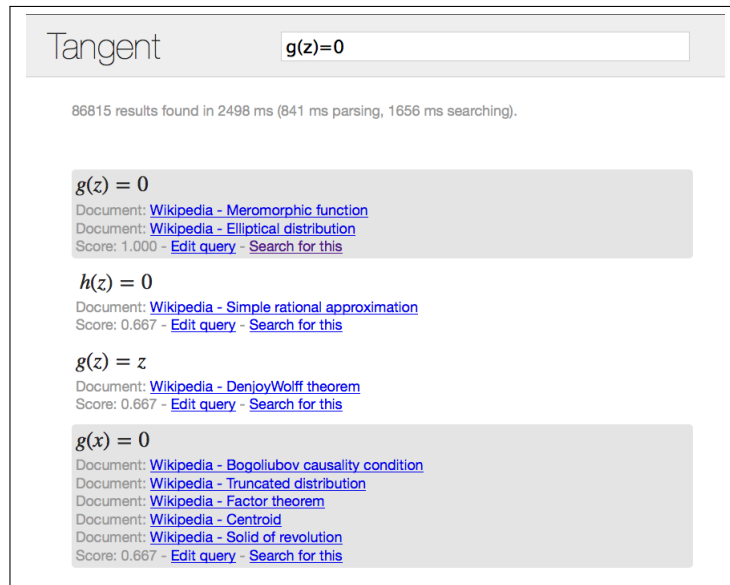 Tangent
g(z)=0
86815 results found in 2498 ms (841 ms parsing, 1656 ms searching).
g(z) = 0
Document: Wikipedia - Meromorphic function
Document: Wikipedia - Elliptical distribution
Score: 1.000 - Edit query - Search for this
h(z) = 0
Document: Wikipedia - Simple rational approximation
Score: 0.667 - Edit query - Search for this
g(z) = z
Document: Wikipedia - DenjoyWolff theorem
Score: 0.667 - Edit query - Search for this
g(x) = 0
Document: Wikipedia - Bogoliubov causality condition
Document: Wikipedia - Truncated distribution
Document: Wikipedia - Factor theorem
Document: Wikipedia - Centroid
Document: Wikipedia - Solid of revolution
Score: 0.667 - Edit query - Search for this